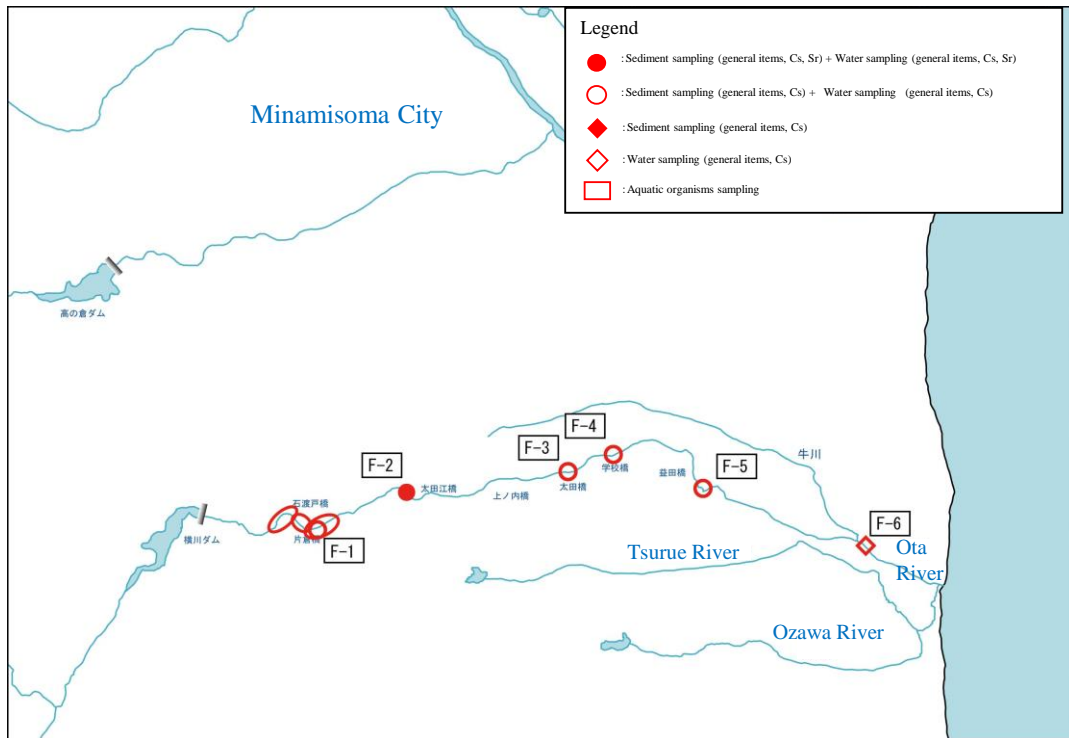 Legend
:Sediment sampling (general items, Cs, Sr) + Water sampling (general items, Cs, Sr)
:Sediment sampling (general items, Cs) + Water sampling (general items, Cs)
:Sediment sampling (general items, Cs)
:Water sampling (general items, Cs)
:Aquatic organisms sampling
Minamisoma City
高の倉ダム
F-4
F-3
学校橋
牛川
F-2
太田橋
益田橋
F-5
太田江橋
上ノ内橋
石渡戸橋
F-6
横川ダム
片倉橋
F-1
Tsurue River
Ota
River
Ozawa River